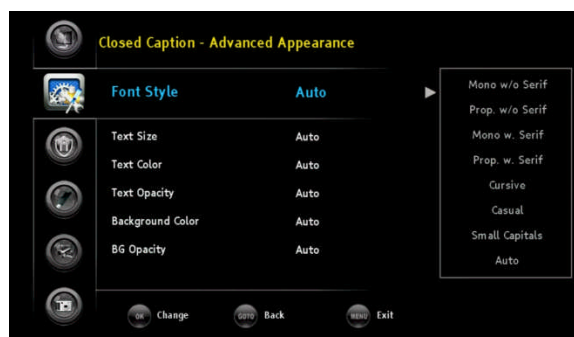 Closed Caption - Advanced Appearance
Font Style Auto
Text Size Auto
Text Color Auto
Text Opacity Auto
Background Color Auto
BG Opacity Auto
OK Change GOTO Back MENU Exit
Mono w/o Serif
Prop. w/o Serif
Mono w. Serif
Prop. w. Serif
Cursive
Casual
Small Capitals
Auto